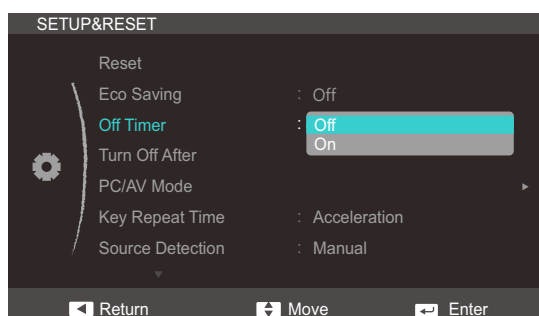 SETUP&RESET
Reset
Eco Saving : Off
Off Timer : Off
On
Turn Off After
PC/AV Mode
Key Repeat Time : Acceleration
Source Detection : Manual
Return Move Enter